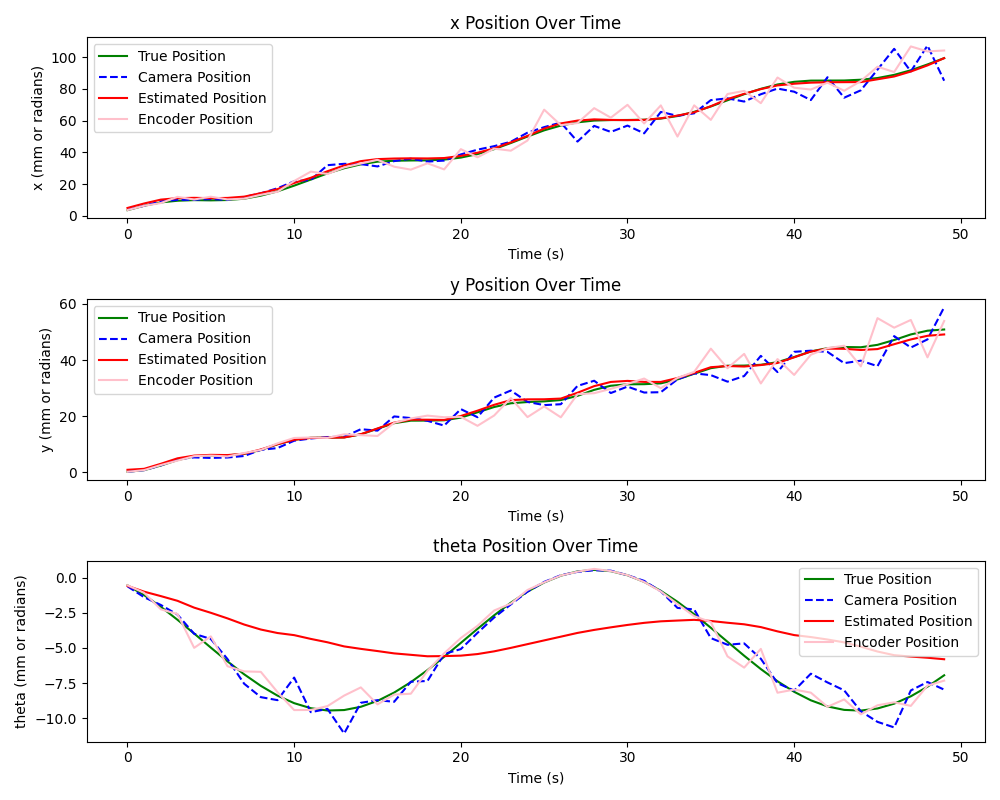 x Position Over Time
x (mm or radians)
100
80
60
40
20
0
True Position
Camera Position
Estimated Position
Encoder Position
0 10 20 30 40 50
Time (s)
y Position Over Time
y (mm or radians)
60
40
20
0
True Position
Camera Position
Estimated Position
Encoder Position
0 10 20 30 40 50
Time (s)
theta Position Over Time
theta (mm or radians)
0.0
−2.5
−5.0
−7.5
−10.0
True Position
Camera Position
Estimated Position
Encoder Position
0 10 20 30 40 50
Time (s)